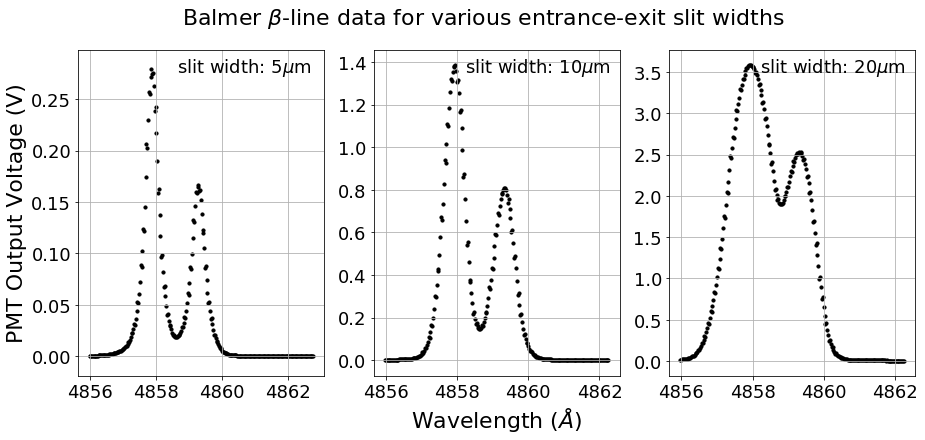 Balmer β-line data for various entrance-exit slit widths
PMT Output Voltage (V)
slit width: 5μm
0.25
0.20
0.15
0.10
0.05
0.00
4856 4858 4860 4862
slit width: 10μm
1.4
1.2
1.0
0.8
0.6
0.4
0.2
0.0
4856 4858 4860 4862
slit width: 20μm
3.5
3.0
2.5
2.0
1.5
1.0
0.5
0.0
4856 4858 4860 4862
Wavelength (Å)